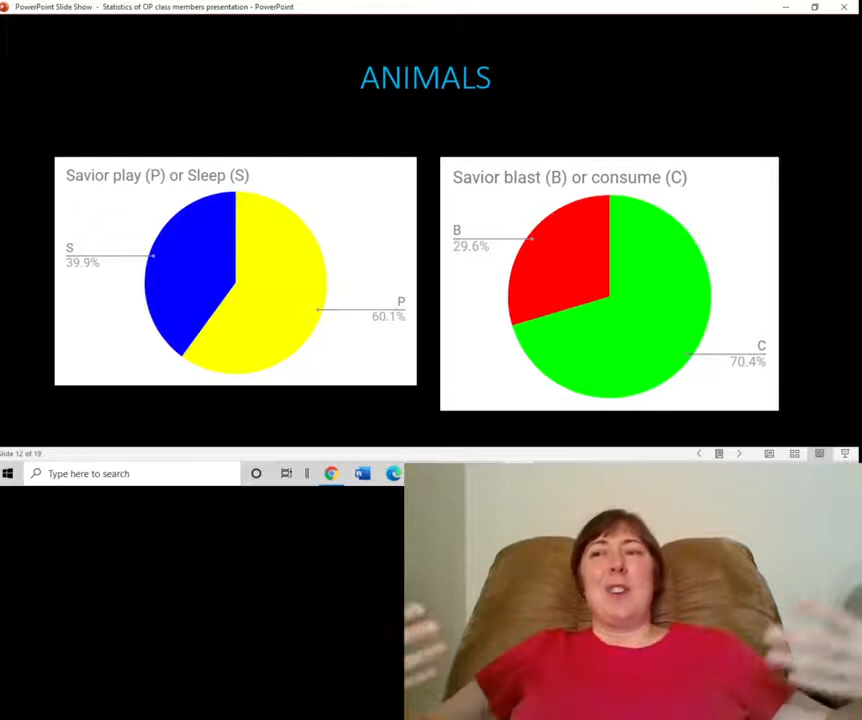 PowerPoint Slide Show - Statistics of OP class members presentation - PowerPoint
ANIMALS
Savior play (P) or Sleep (S)
S
39.9%
P
60.1%
Savior blast (B) or consume (C)
B
29.6%
C
70.4%
Slide 12 of 19
Type here to search